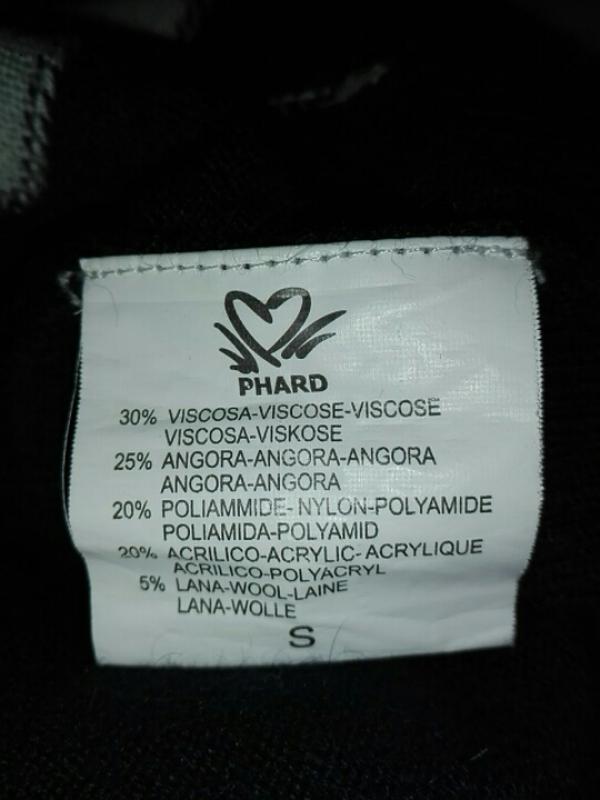 PHARD
30% VISCOSA-VISCOSE-VISCOSE
VISCOSA-VISKOSE
25% ANGORA-ANGORA-ANGORA
ANGORA-ANGORA
20% POLIAMMIDE-NYLON-POLYAMIDE
POLIAMIDA-POLYAMID
20% ACRILICO-ACRYLIC-ACRYLIQUE
ACRILICO-POLYACRYL
5% LANA-WOOL-LAINE
LANA-WOLLE
S